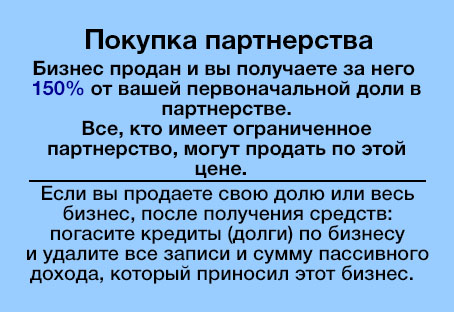 Покупка партнерства
Бизнес продан и вы получаете за него
150% от вашей первоначальной доли в
партнерстве.
Все, кто имеет ограниченное
партнерство, могут продать по этой
цене.
Если вы продаете свою долю или весь
бизнес, после получения средств:
погасите кредиты (долги) по бизнесу
и удалите все записи и сумму пассивного
дохода, который приносил этот бизнес.